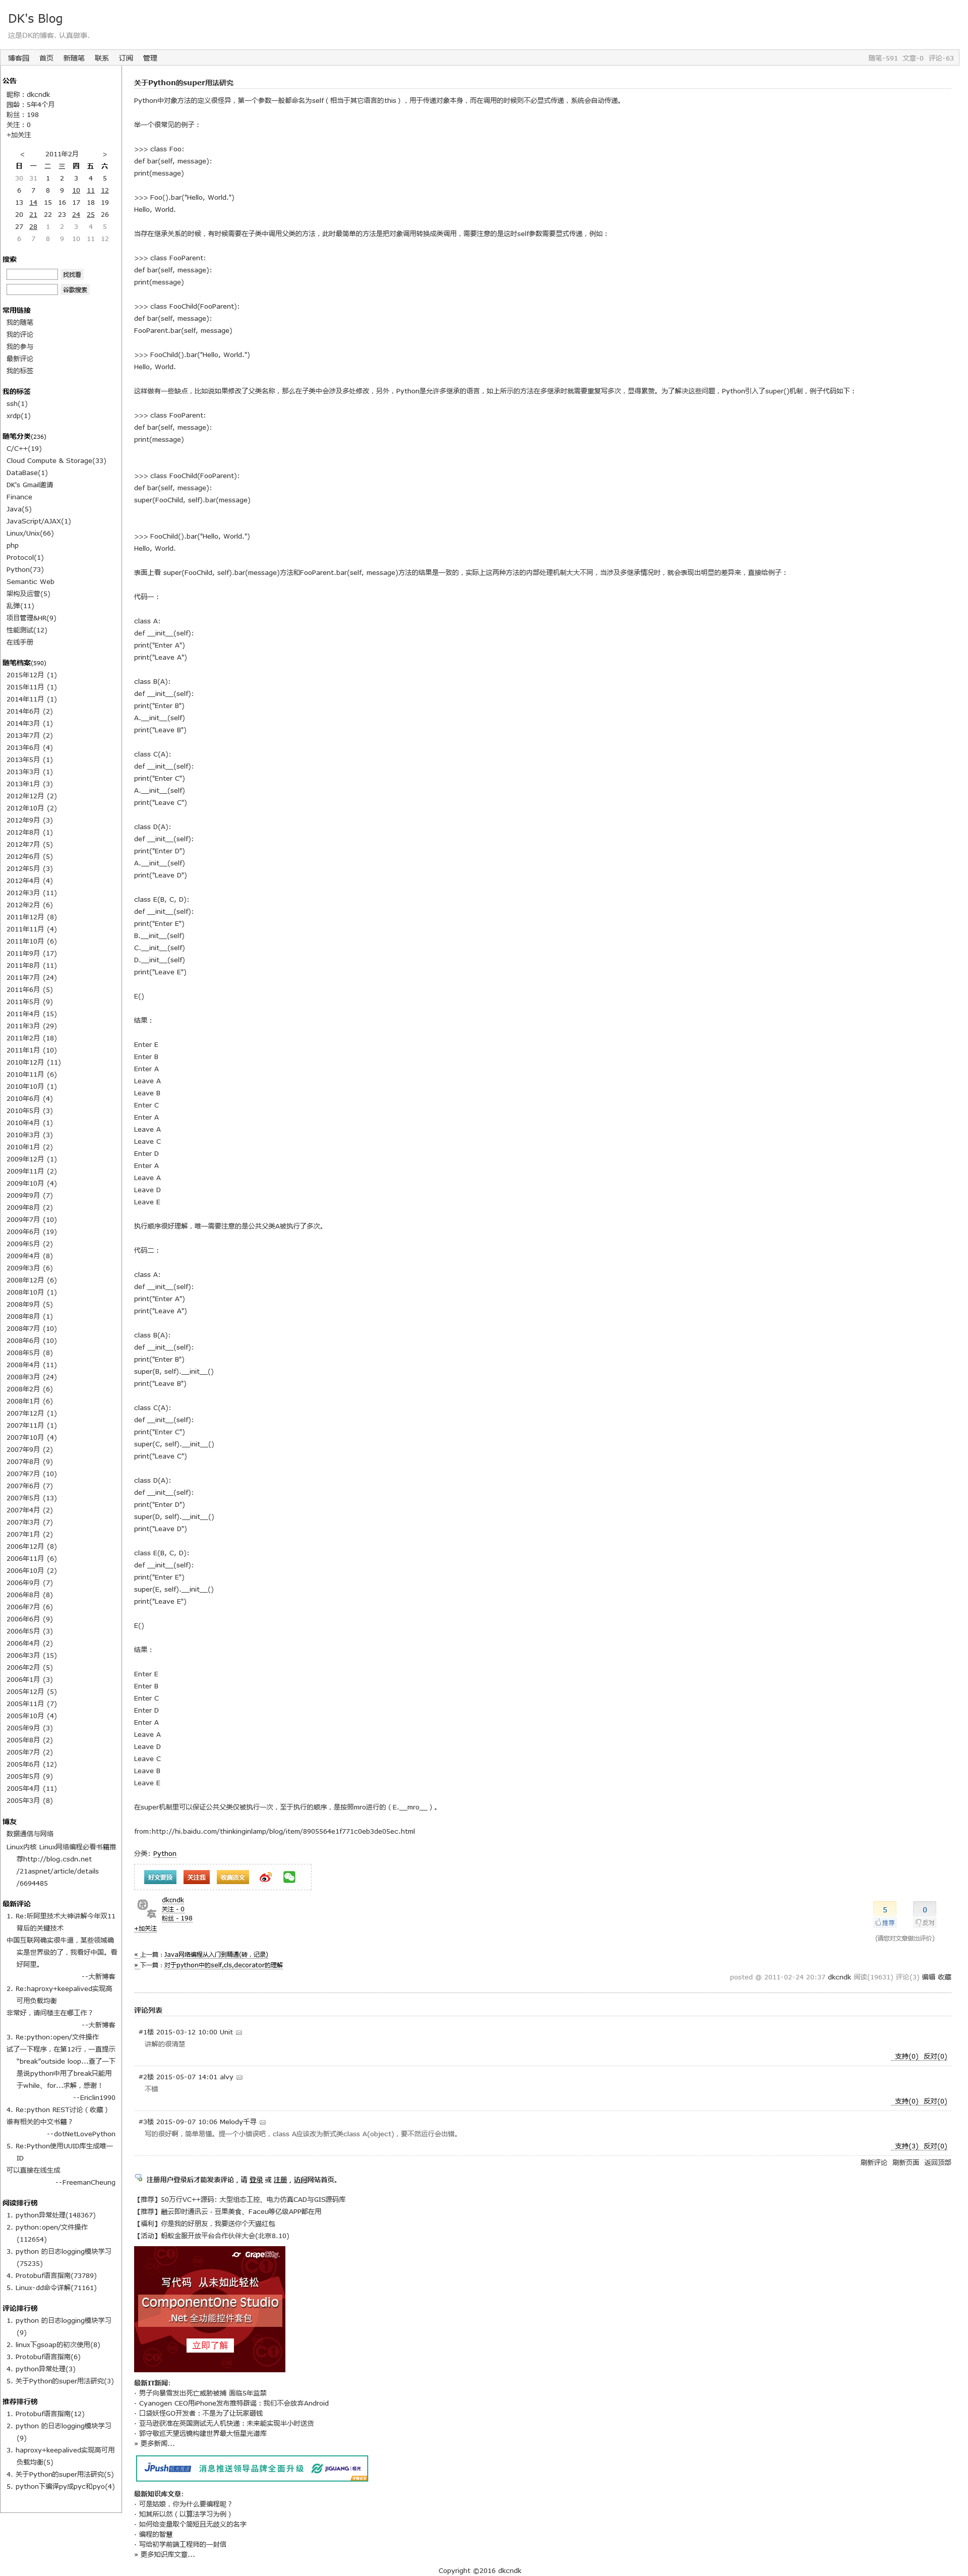 DK's Blog
这是DK的博客. 认真做事.
博客园 首页 新随笔 联系 订阅 管理
随笔-591 文章-0 评论-63
公告
昵称：dkcndk
园龄：5年4个月
粉丝：198
关注：0
+加关注
< 2011年2月 >
日 一 二 三 四 五 六
30 31 1 2 3 4 5
6 7 8 9 10 11 12
13 14 15 16 17 18 19
20 21 22 23 24 25 26
27 28 1 2 3 4 5
6 7 8 9 10 11 12
搜索
找找看
谷歌搜索
常用链接
我的随笔
我的评论
我的参与
最新评论
我的标签
我的标签
ssh(1)
xrdp(1)
随笔分类(236)
C/C++(19)
Cloud Compute & Storage(33)
DataBase(1)
DK's Gmail邀请
Finance
Java(5)
JavaScript/AJAX(1)
Linux/Unix(66)
php
Protocol(1)
Python(73)
Semantic Web
架构及运营(5)
乱弹(11)
项目管理&HR(9)
性能测试(12)
在线手册
随笔档案(590)
2015年12月 (1)
2015年11月 (1)
2014年11月 (1)
2014年6月 (2)
2014年3月 (1)
2013年7月 (2)
2013年6月 (4)
2013年5月 (1)
2013年3月 (1)
2013年1月 (3)
2012年12月 (2)
2012年10月 (2)
2012年9月 (3)
2012年8月 (1)
2012年7月 (5)
2012年6月 (5)
2012年5月 (3)
2012年4月 (4)
2012年3月 (11)
2012年2月 (6)
2011年12月 (8)
2011年11月 (4)
2011年10月 (6)
2011年9月 (17)
2011年8月 (11)
2011年7月 (24)
2011年6月 (5)
2011年5月 (9)
2011年4月 (15)
2011年3月 (29)
2011年2月 (18)
2011年1月 (10)
2010年12月 (11)
2010年11月 (6)
2010年10月 (1)
2010年6月 (4)
2010年5月 (3)
2010年4月 (1)
2010年3月 (3)
2010年1月 (2)
2009年12月 (1)
2009年11月 (2)
2009年10月 (4)
2009年9月 (7)
2009年8月 (2)
2009年7月 (10)
2009年6月 (19)
2009年5月 (2)
2009年4月 (8)
2009年3月 (6)
2008年12月 (6)
2008年10月 (1)
2008年9月 (5)
2008年8月 (1)
2008年7月 (10)
2008年6月 (10)
2008年5月 (8)
2008年4月 (11)
2008年3月 (24)
2008年2月 (6)
2008年1月 (6)
2007年12月 (1)
2007年11月 (1)
2007年10月 (4)
2007年9月 (2)
2007年8月 (9)
2007年7月 (10)
2007年6月 (7)
2007年5月 (13)
2007年4月 (2)
2007年3月 (7)
2007年1月 (2)
2006年12月 (8)
2006年11月 (6)
2006年10月 (2)
2006年9月 (7)
2006年8月 (8)
2006年7月 (6)
2006年6月 (9)
2006年5月 (3)
2006年4月 (2)
2006年3月 (15)
2006年2月 (5)
2006年1月 (3)
2005年12月 (5)
2005年11月 (7)
2005年10月 (4)
2005年9月 (3)
2005年8月 (2)
2005年7月 (2)
2005年6月 (12)
2005年5月 (9)
2005年4月 (11)
2005年3月 (8)
博友
数据通信与网络
Linux内核 Linux网络编程必看书籍推
荐http://blog.csdn.net
/21aspnet/article/details
/6694485
最新评论
1. Re:听阿里技术大神讲解今年双11
背后的关键技术
中国互联网确实很牛逼，某些领域确
实是世界级的了，我看好中国。看
好阿里。
--大新博客
2. Re:haproxy+keepalived实现高
可用负载均衡
非常好，请问楼主在哪工作？
--大新博客
3. Re:python:open/文件操作
试了一下程序，在第12行，一直提示
"break"outside loop...查了一下
是说python中用了break只能用
于while、for...求解，感谢！
--Ericlin1990
4. Re:python REST讨论（收藏）
谁有相关的中文书籍？
--dotNetLovePython
5. Re:Python使用UUID库生成唯一
ID
可以直接在线生成
--FreemanCheung
阅读排行榜
1. python异常处理(148367)
2. python:open/文件操作
(112654)
3. python 的日志logging模块学习
(75235)
4. Protobuf语言指南(73789)
5. Linux-dd命令详解(71161)
评论排行榜
1. python 的日志logging模块学习
(9)
2. linux下gsoap的初次使用(8)
3. Protobuf语言指南(6)
4. python异常处理(3)
5. 关于Python的super用法研究(3)
推荐排行榜
1. Protobuf语言指南(12)
2. python 的日志logging模块学习
(9)
3. haproxy+keepalived实现高可用
负载均衡(5)
4. 关于Python的super用法研究(5)
5. python下编译py成pyc和pyo(4)
关于Python的super用法研究
Python中对象方法的定义很怪异，第一个参数一般都命名为self（相当于其它语言的this），用于传递对象本身，而在调用的时候则不必显式传递，系统会自动传递。
举一个很常见的例子：
>>> class Foo:
def bar(self, message):
print(message)
>>> Foo().bar("Hello, World.")
Hello, World.
当存在继承关系的时候，有时候需要在子类中调用父类的方法，此时最简单的方法是把对象调用转换成类调用，需要注意的是这时self参数需要显式传递，例如：
>>> class FooParent:
def bar(self, message):
print(message)
>>> class FooChild(FooParent):
def bar(self, message):
FooParent.bar(self, message)
>>> FooChild().bar("Hello, World.")
Hello, World.
这样做有一些缺点，比如说如果修改了父类名称，那么在子类中会涉及多处修改，另外，Python是允许多继承的语言，如上所示的方法在多继承时就需要重复写多次，显得累赘。为了解决这些问题，Python引入了super()机制，例子代码如下：
>>> class FooParent:
def bar(self, message):
print(message)
>>> class FooChild(FooParent):
def bar(self, message):
super(FooChild, self).bar(message)
>>> FooChild().bar("Hello, World.")
Hello, World.
表面上看 super(FooChild, self).bar(message)方法和FooParent.bar(self, message)方法的结果是一致的，实际上这两种方法的内部处理机制大大不同，当涉及多继承情况时，就会表现出明显的差异来，直接给例子：
代码一：
class A:
def __init__(self):
print("Enter A")
print("Leave A")
class B(A):
def __init__(self):
print("Enter B")
A.__init__(self)
print("Leave B")
class C(A):
def __init__(self):
print("Enter C")
A.__init__(self)
print("Leave C")
class D(A):
def __init__(self):
print("Enter D")
A.__init__(self)
print("Leave D")
class E(B, C, D):
def __init__(self):
print("Enter E")
B.__init__(self)
C.__init__(self)
D.__init__(self)
print("Leave E")
E()
结果：
Enter E
Enter B
Enter A
Leave A
Leave B
Enter C
Enter A
Leave A
Leave C
Enter D
Enter A
Leave A
Leave D
Leave E
执行顺序很好理解，唯一需要注意的是公共父类A被执行了多次。
代码二：
class A:
def __init__(self):
print("Enter A")
print("Leave A")
class B(A):
def __init__(self):
print("Enter B")
super(B, self).__init__()
print("Leave B")
class C(A):
def __init__(self):
print("Enter C")
super(C, self).__init__()
print("Leave C")
class D(A):
def __init__(self):
print("Enter D")
super(D, self).__init__()
print("Leave D")
class E(B, C, D):
def __init__(self):
print("Enter E")
super(E, self).__init__()
print("Leave E")
E()
结果：
Enter E
Enter B
Enter C
Enter D
Enter A
Leave A
Leave D
Leave C
Leave B
Leave E
在super机制里可以保证公共父类仅被执行一次，至于执行的顺序，是按照mro进行的（E.__mro__）。
from:http://hi.baidu.com/thinkinginlamp/blog/item/8905564e1f771c0eb3de05ec.html
分类: Python
好文要顶 关注我 收藏该文
dkcndk
关注 - 0
粉丝 - 198
+加关注
5 推荐
0 反对
(请您对文章做出评价)
« 上一篇：Java网络编程从入门到精通(转，记录)
» 下一篇：对于python中的self,cls,decorator的理解
posted @ 2011-02-24 20:37 dkcndk 阅读(19631) 评论(3) 编辑 收藏
评论列表
#1楼 2015-03-12 10:00 Unit
讲解的很清楚
支持(0) 反对(0)
#2楼 2015-05-07 14:01 alvy
不错
支持(0) 反对(0)
#3楼 2015-09-07 10:06 Melody千寻
写的很好啊，简单易懂。提一个小错误吧，class A应该改为新式类class A(object)，要不然运行会出错。
支持(3) 反对(0)
刷新评论 刷新页面 返回顶部
注册用户登录后才能发表评论，请 登录 或 注册，访问网站首页。
【推荐】50万行VC++源码: 大型组态工控、电力仿真CAD与GIS源码库
【推荐】融云即时通讯云－豆果美食、Faceu等亿级APP都在用
【福利】你是我的好朋友，我要送你个天猫红包
【活动】蚂蚁金服开放平台合作伙伴大会(北京8.10)
GrapeCity
写代码 从未如此轻松
ComponentOne Studio
.Net 全功能控件套包
立即了解
最新IT新闻:
· 男子向暴雪发出死亡威胁被捕 面临5年监禁
· Cyanogen CEO用iPhone发布推特辟谣：我们不会放弃Android
· 口袋妖怪GO开发者：不是为了让玩家砸钱
· 亚马逊获准在英国测试无人机快递：未来能实现半小时送货
· 郭守敬巡天望远镜构建世界最大恒星光谱库
» 更多新闻...
JPush 消息推送领导品牌全面升级 JIGUANG|极光
最新知识库文章:
· 可是姑娘，你为什么要编程呢？
· 知其所以然（以算法学习为例）
· 如何给变量取个简短且无歧义的名字
· 编程的智慧
· 写给初学前端工程师的一封信
» 更多知识库文章...
Copyright ©2016 dkcndk